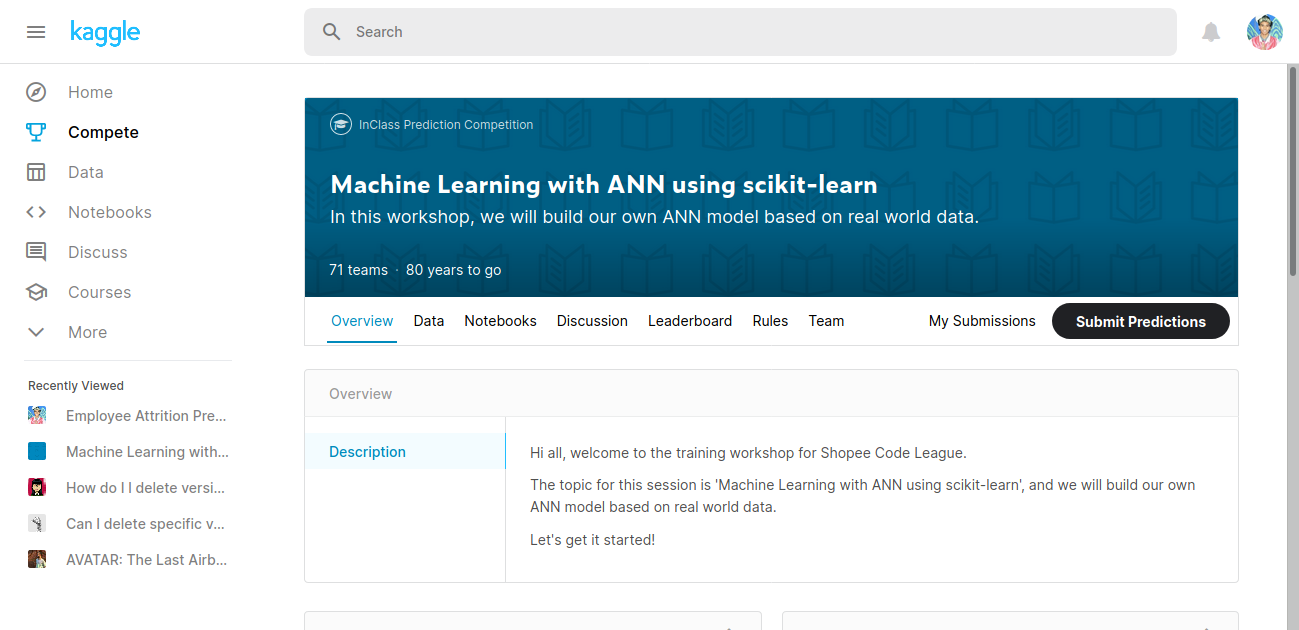 kaggle
Search
Home
Compete
Data
Notebooks
Discuss
Courses
More
Recently Viewed
Employee Attrition Pre...
Machine Learning with...
How do I I delete versi...
Can I delete specific v...
AVATAR: The Last Airb...
InClass Prediction Competition
Machine Learning with ANN using scikit-learn
In this workshop, we will build our own ANN model based on real world data.
71 teams · 80 years to go
Overview Data Notebooks Discussion Leaderboard Rules Team My Submissions Submit Predictions
Overview
Description
Hi all, welcome to the training workshop for Shopee Code League.
The topic for this session is 'Machine Learning with ANN using scikit-learn', and we will build our own
ANN model based on real world data.
Let's get it started!